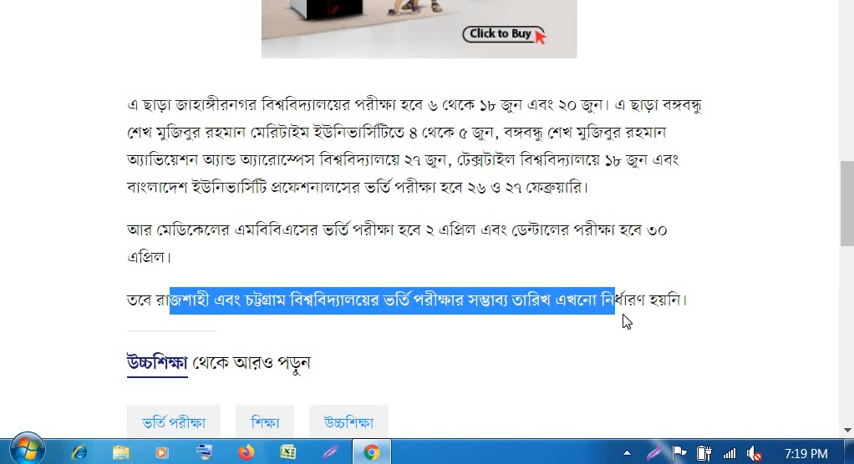 Click to Buy
এ ছাড়া জাহাঙ্গীরনগর বিশ্ববিদ্যালয়ের পরীক্ষা হবে ৬ থেকে ১৮ জুন এবং ২০ জুন। এ ছাড়া বঙ্গবন্ধু
শেখ মুজিবুর রহমান মেরিটাইম ইউনিভার্সিটিতে ৪ থেকে ৫ জুন, বঙ্গবন্ধু শেখ মুজিবুর রহমান
অ্যাভিয়েশন অ্যান্ড অ্যারোস্পেস বিশ্ববিদ্যালয়ে ২৭ জুন, টেক্সটাইল বিশ্ববিদ্যালয়ে ১৮ জুন এবং
বাংলাদেশ ইউনিভার্সিটি প্রফেশনালসের ভর্তি পরীক্ষা হবে ২৬ ও ২৭ ফেব্রুয়ারি।
আর মেডিকেলের এমবিবিএসের ভর্তি পরীক্ষা হবে ২ এপ্রিল এবং ডেন্টালের পরীক্ষা হবে ৩০
এপ্রিল।
তবে রাজশাহী এবং চট্টগ্রাম বিশ্ববিদ্যালয়ের ভর্তি পরীক্ষার সম্ভাব্য তারিখ এখনো নির্ধারণ হয়নি।
উচ্চশিক্ষা থেকে আরও পড়ুন
ভর্তি পরীক্ষা শিক্ষা উচ্চশিক্ষা
7:19 PM